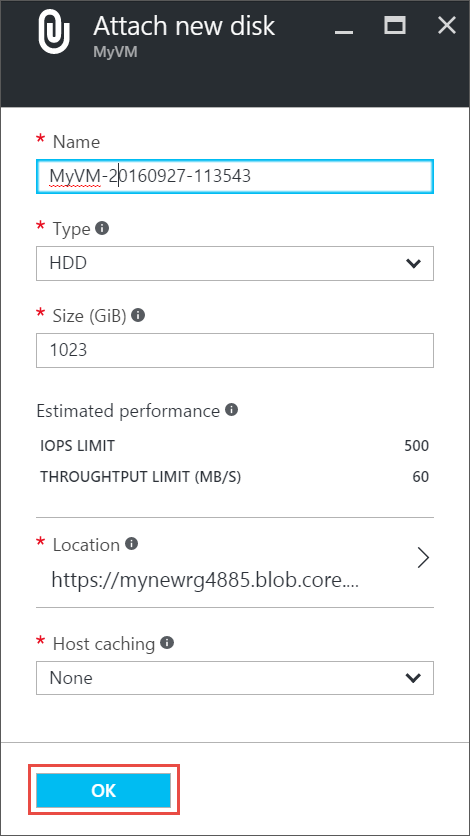 Attach new disk
MyVM
* Name
MyVM-20160927-113543
* Type
HDD
* Size (GiB)
1023
Estimated performance
IOPS LIMIT 500
THROUGHTPUT LIMIT (MB/S) 60
* Location
https://mynewrg4885.blob.core....
* Host caching
None
OK